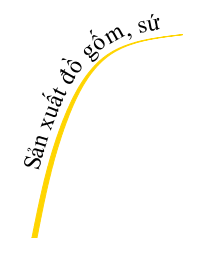 Sản xuất đồ gốm, sứ